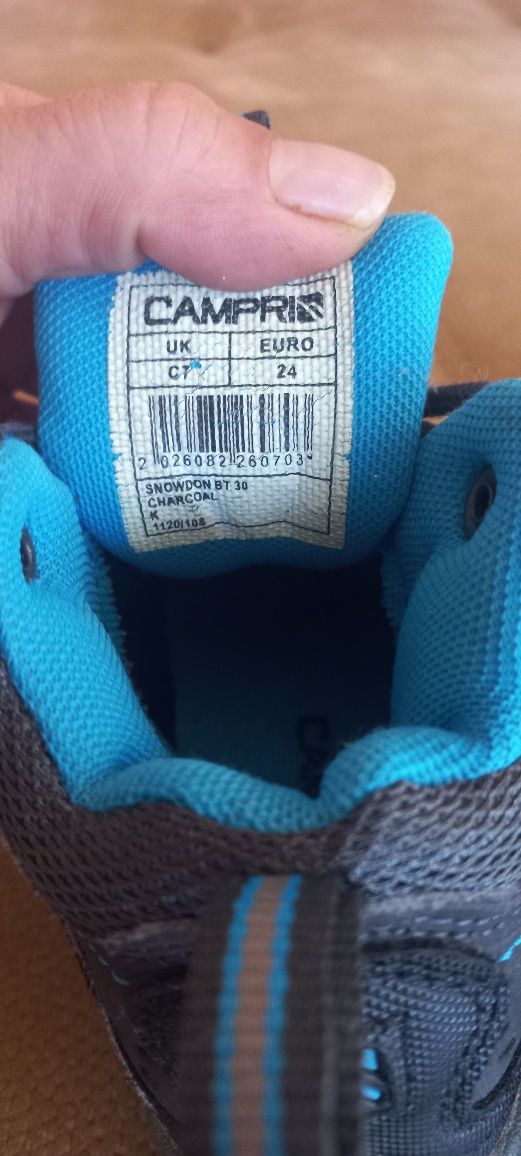 CAMPRI
UK EURO
C7 24
2 026082 260703
SNOWDON BT 30
CHARCOAL
K
1120/108